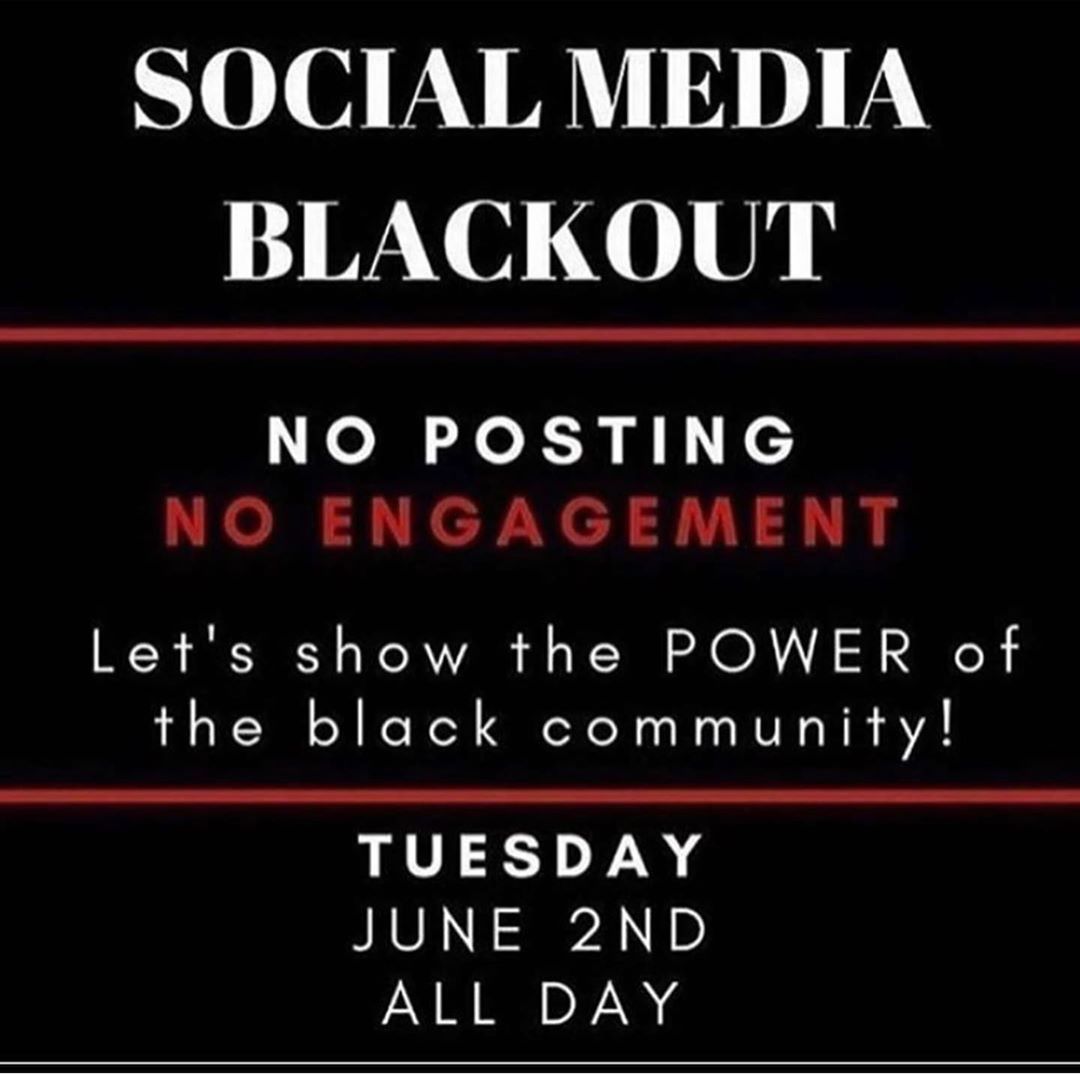 SOCIAL MEDIA
BLACKOUT
NO POSTING
NO ENGAGEMENT
Let's show the POWER of
the black community!
TUESDAY
JUNE 2ND
ALL DAY